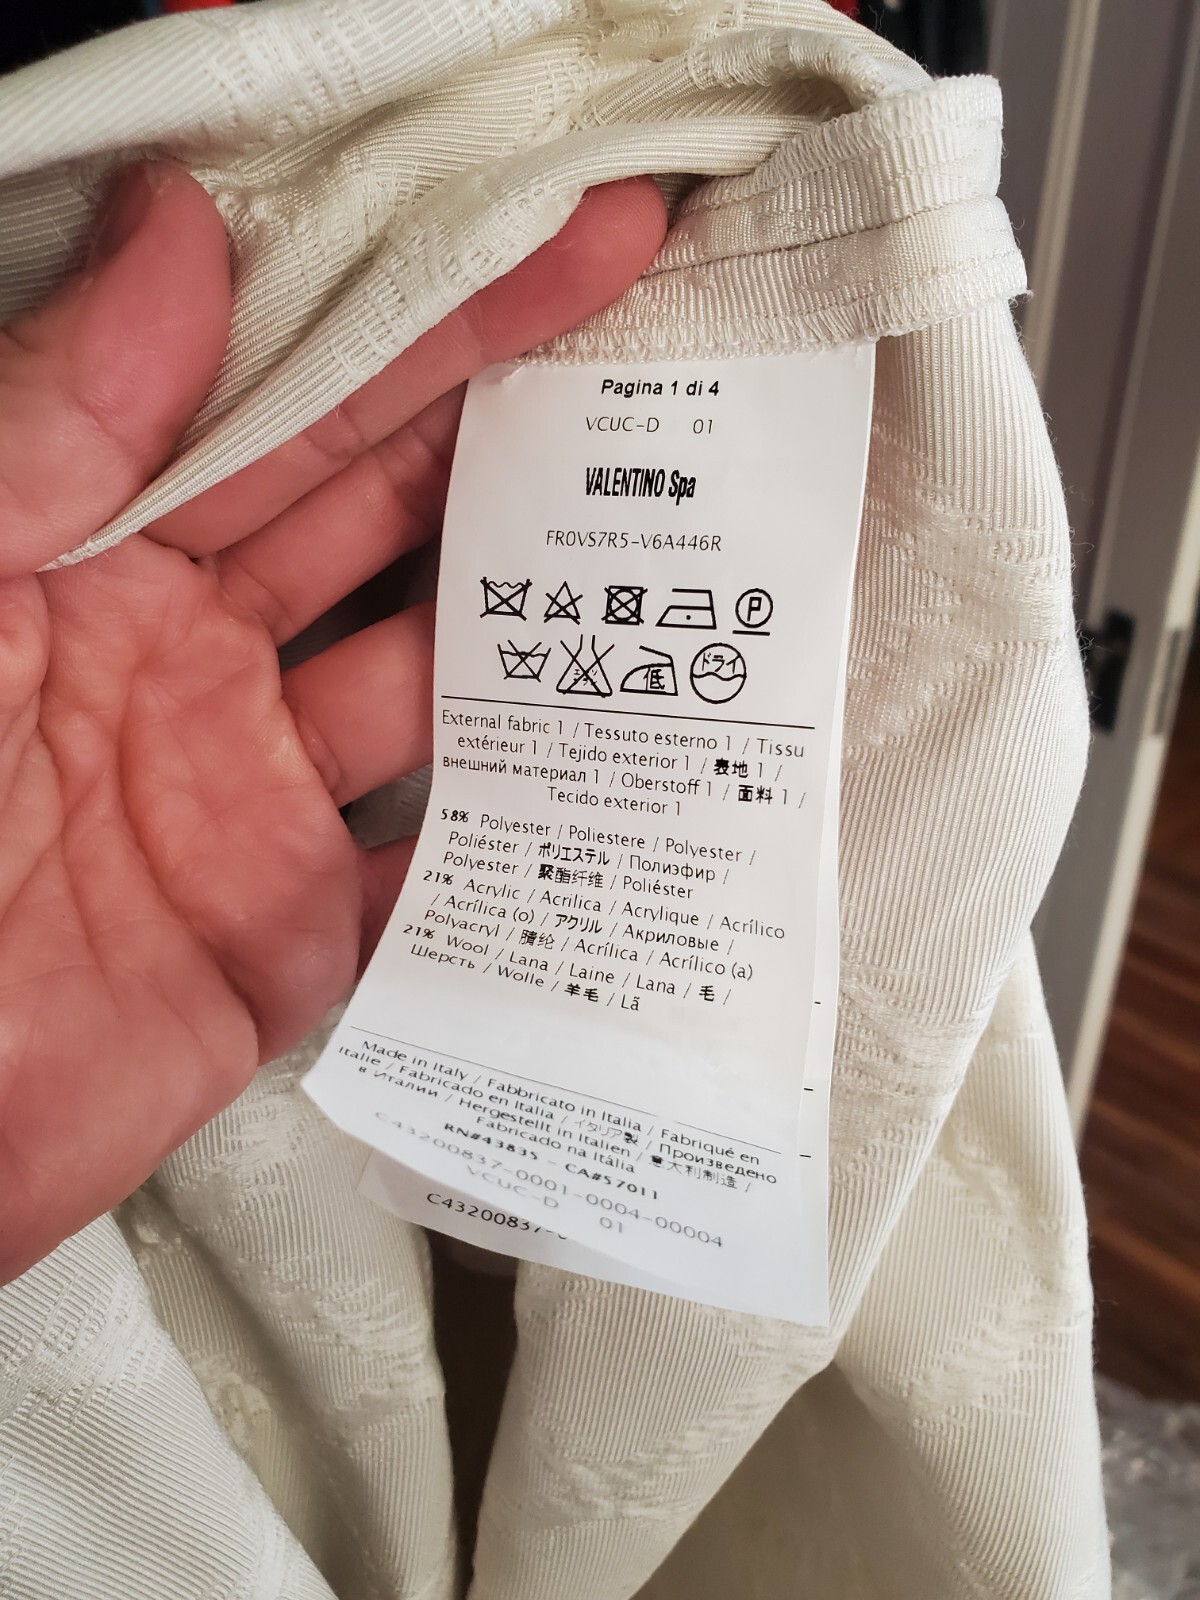 Pagina 1 di 4
VCUC-D 01
VALENTINO Spa
FR0VS7R5-V6A446R
P
ドライ
低
External fabric 1 / Tessuto esterno 1 / Tissu
extérieur 1 / Tejido exterior 1 / 表地 1 /
внешний материал 1 / Oberstoff 1 / 面料 1 /
Tecido exterior 1
58% Polyester / Poliestere / Polyester /
Poliéster / ポリエステル / Полиэфир /
Polyester / 聚酯纤维 / Poliéster
21% Acrylic / Acrilica / Acrylique / Acrílico
/ Acrílica (o) / アクリル / Акриловые /
Polyacryl / 腈纶 / Acrílica / Acrílico (a)
21% Wool / Lana / Laine / Lana / 毛 /
Шерсть / Wolle / 羊毛 / Lã
Made in Italy / Fabbricato in Italia / Fabriqué en
Italie / Fabricado en Italia / イタリア製 / Произведено
в Италии / Hergestellt in Italien / 意大利制造 /
Fabricado na Itália
RN#43835 - CA#57011
C43200837-0001-0004-00004
VCUC-D 01
C43200837-